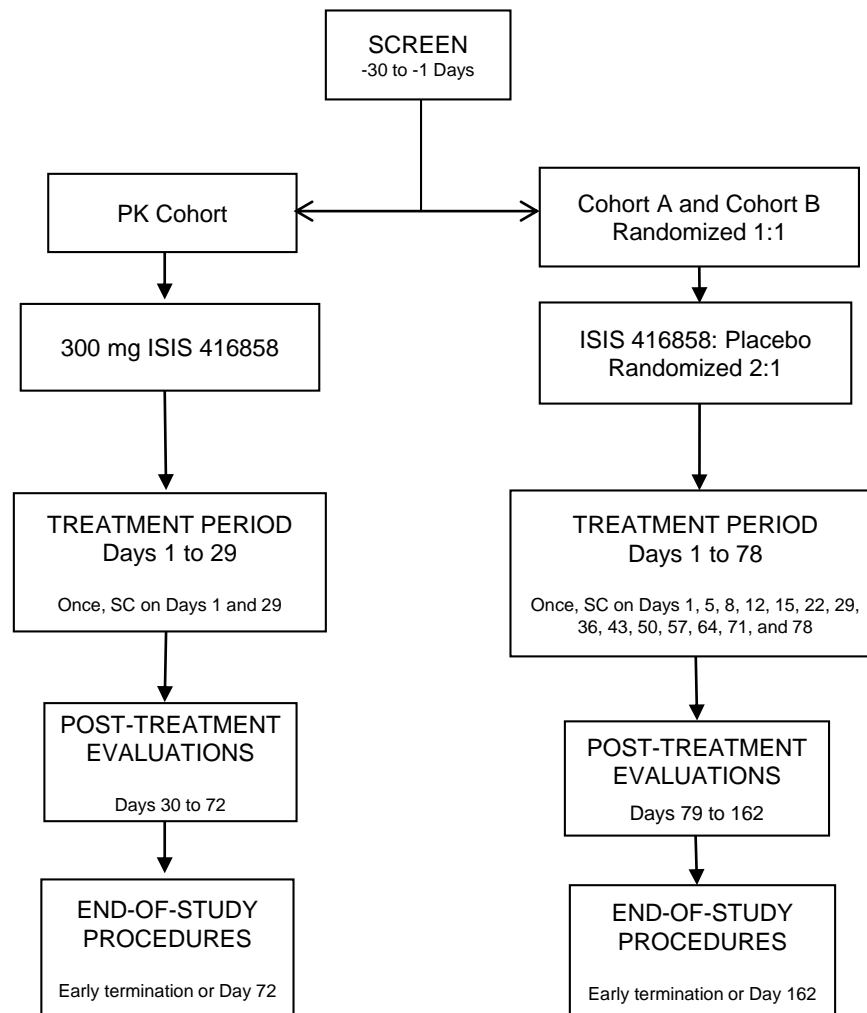 SCREEN
-30 to -1 Days
PK Cohort
Cohort A and Cohort B
Randomized 1:1
300 mg ISIS 416858
ISIS 416858: Placebo
Randomized 2:1
TREATMENT PERIOD
Days 1 to 29
Once, SC on Days 1 and 29
TREATMENT PERIOD
Days 1 to 78
Once, SC on Days 1, 5, 8, 12, 15, 22, 29,
36, 43, 50, 57, 64, 71, and 78
POST-TREATMENT
EVALUATIONS
Days 30 to 72
POST-TREATMENT
EVALUATIONS
Days 79 to 162
END-OF-STUDY
PROCEDURES
Early termination or Day 72
END-OF-STUDY
PROCEDURES
Early termination or Day 162